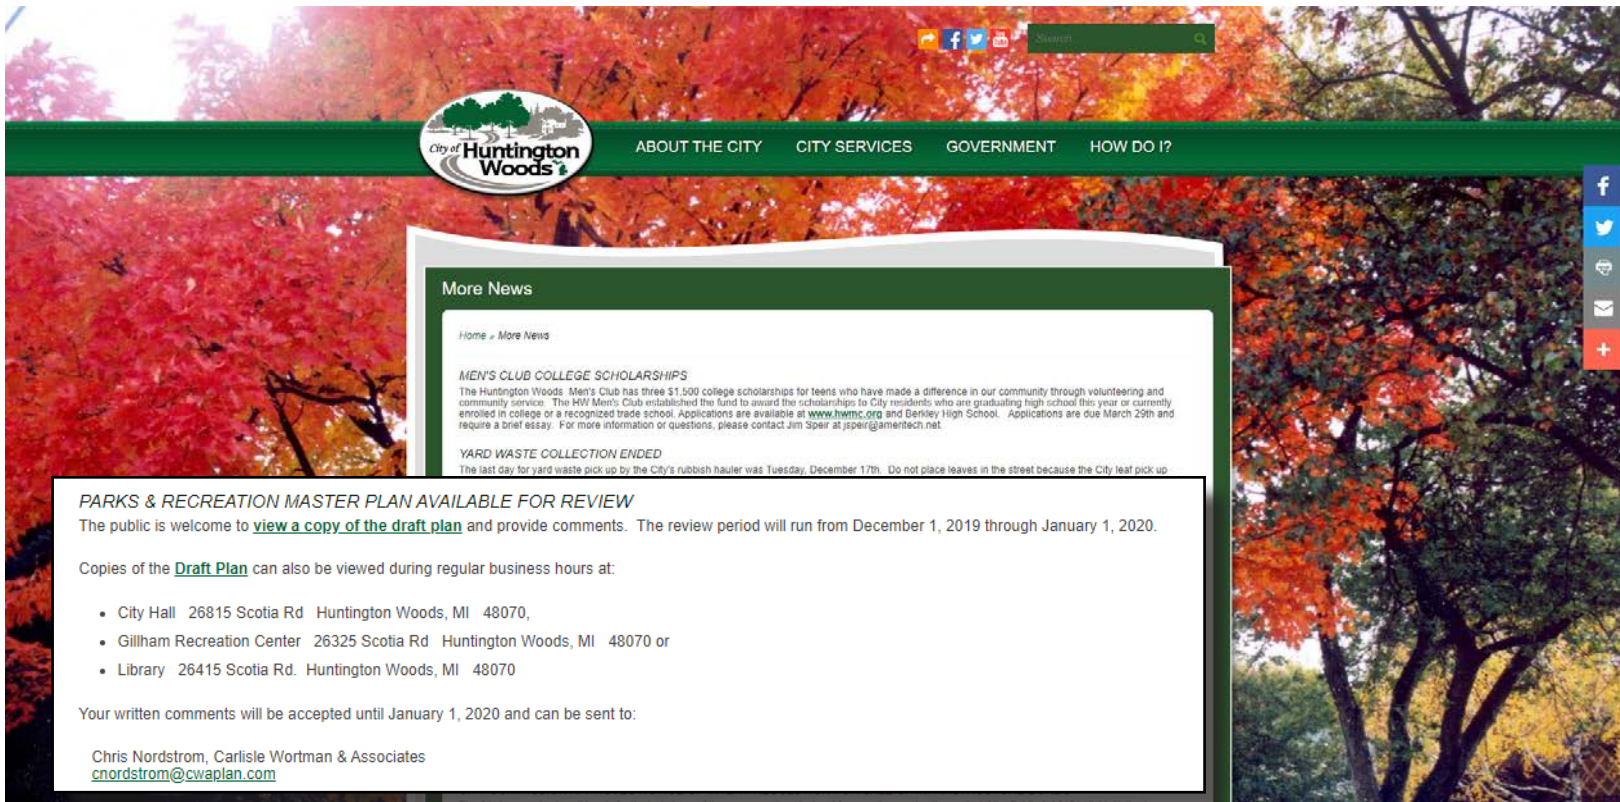 Search...
City of Huntington
Woods
ABOUT THE CITY CITY SERVICES GOVERNMENT HOW DO I?
More News
Home » More News
MEN'S CLUB COLLEGE SCHOLARSHIPS
The Huntington Woods Men's Club has three $1,500 college scholarships for teens who have made a difference in our community through volunteering and
community service. The HW Men's Club established the fund to award the scholarships to City residents who are graduating high school this year or currently
enrolled in college or a recognized trade school. Applications are available at www.hwmc.org and Berkley High School. Applications are due March 29th and
require a brief essay. For more information or questions, please contact Jim Speir at jspeir@ameritech.net.
YARD WASTE COLLECTION ENDED
The last day for yard waste pick up by the City's rubbish hauler was Tuesday, December 17th. Do not place leaves in the street because the City leaf pick up
PARKS & RECREATION MASTER PLAN AVAILABLE FOR REVIEW
The public is welcome to view a copy of the draft plan and provide comments. The review period will run from December 1, 2019 through January 1, 2020.
Copies of the Draft Plan can also be viewed during regular business hours at:
• City Hall 26815 Scotia Rd Huntington Woods, MI 48070,
• Gillham Recreation Center 26325 Scotia Rd Huntington Woods, MI 48070 or
• Library 26415 Scotia Rd. Huntington Woods, MI 48070
Your written comments will be accepted until January 1, 2020 and can be sent to:
Chris Nordstrom, Carlisle Wortman & Associates
cnordstrom@cwaplan.com